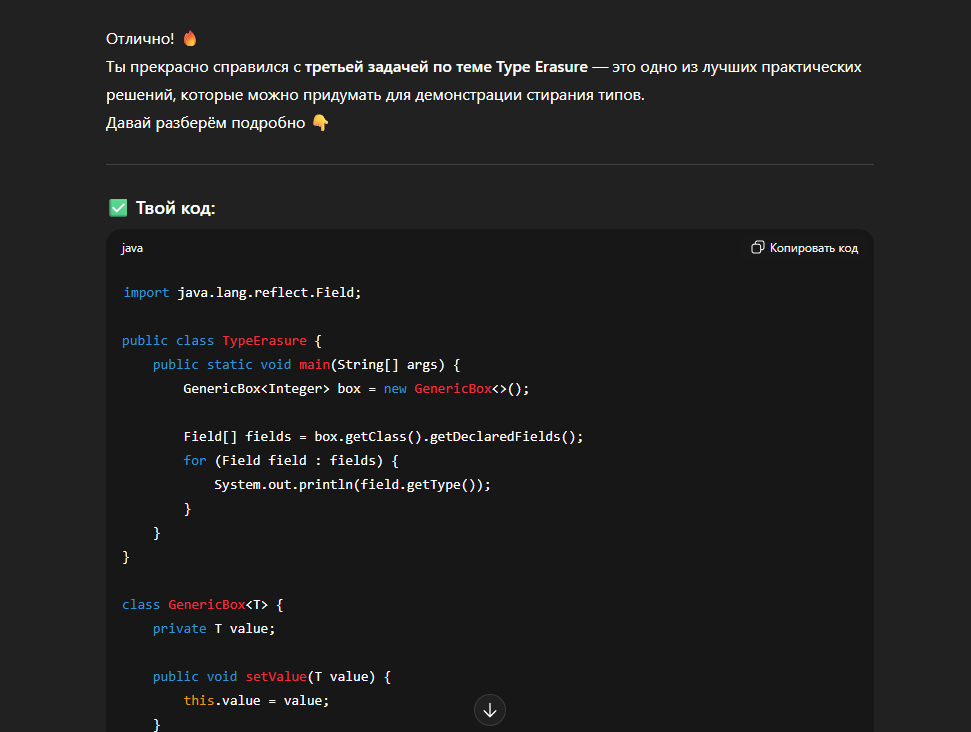 Отлично! 🔥
Ты прекрасно справился с третьей задачей по теме Type Erasure — это одно из лучших практических
решений, которые можно придумать для демонстрации стирания типов.
Давай разберём подробно 👇
✅ Твой код:
java
Копировать код
import java.lang.reflect.Field;
public class TypeErasure {
    public static void main(String[] args) {
        GenericBox<Integer> box = new GenericBox<>();
        Field[] fields = box.getClass().getDeclaredFields();
        for (Field field : fields) {
            System.out.println(field.getType());
        }
    }
}
class GenericBox<T> {
    private T value;
    public void setValue(T value) {
        this.value = value;
    }